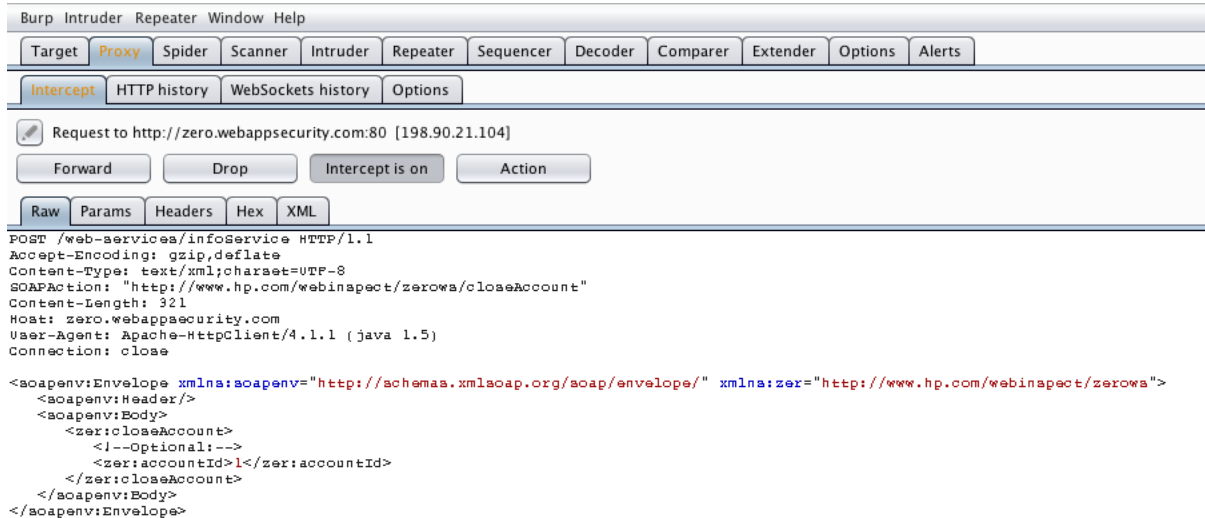 Burp Intruder Repeater Window Help
Target Proxy Spider Scanner Intruder Repeater Sequencer Decoder Comparer Extender Options Alerts
Intercept HTTP history WebSockets history Options
Request to http://zero.webappsecurity.com:80 [198.90.21.104]
Forward Drop Intercept is on Action
Raw Params Headers Hex XML
POST /web-services/infoService HTTP/1.1
Accept-Encoding: gzip,deflate
Content-Type: text/xml;charset=UTF-8
SOAPAction: "http://www.hp.com/webinspect/zerows/closeAccount"
Content-Length: 321
Host: zero.webappsecurity.com
User-Agent: Apache-HttpClient/4.1.1 (java 1.5)
Connection: close
<soapenv:Envelope xmlns:soapenv="http://schemas.xmlsoap.org/soap/envelope/" xmlns:zer="http://www.hp.com/webinspect/zerows">
<soapenv:Header/>
<soapenv:Body>
<zer:closeAccount>
<!--Optional:-->
<zer:accountId>1</zer:accountId>
</zer:closeAccount>
</soapenv:Body>
</soapenv:Envelope>